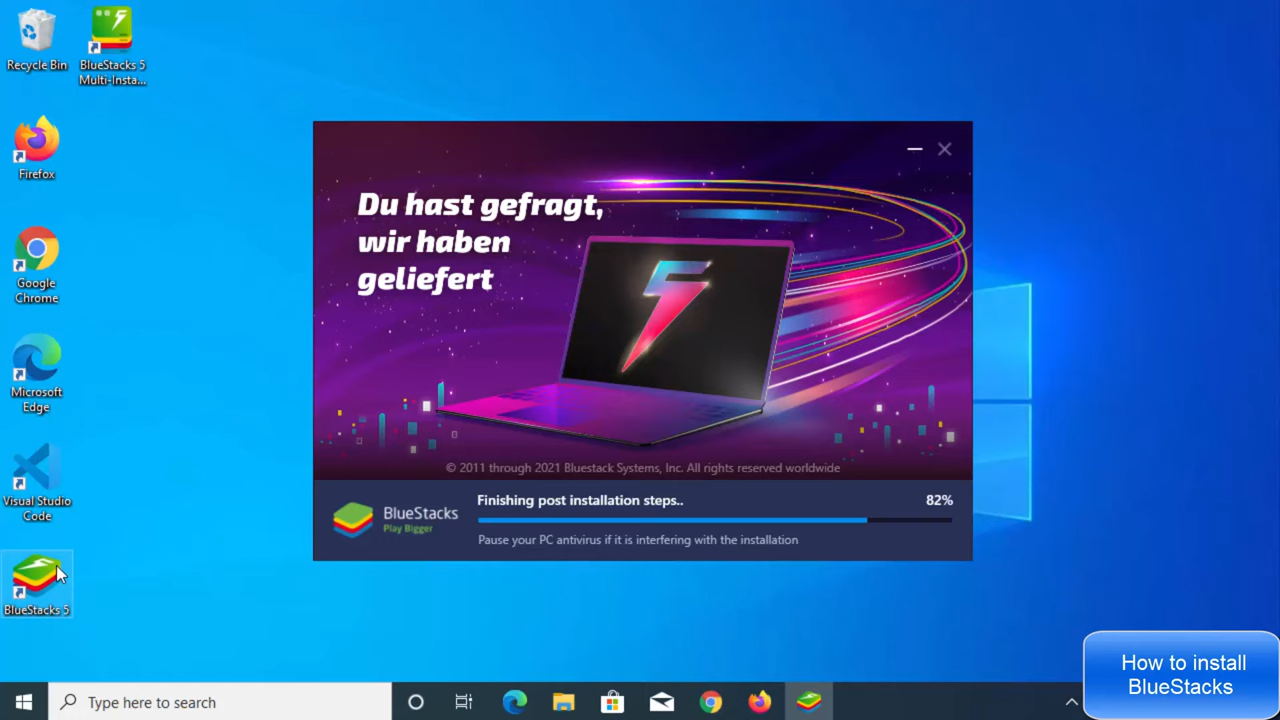 Recycle Bin
BlueStacks 5
Multi-Insta...
Firefox
Google
Chrome
Microsoft
Edge
Visual Studio
Code
BlueStacks 5
Du hast gefragt,
wir haben
geliefert
© 2011 through 2021 Bluestack Systems, Inc. All rights reserved worldwide
BlueStacks
Play Bigger
Finishing post installation steps..
82%
Pause your PC antivirus if it is interfering with the installation
Type here to search
How to install
BlueStacks